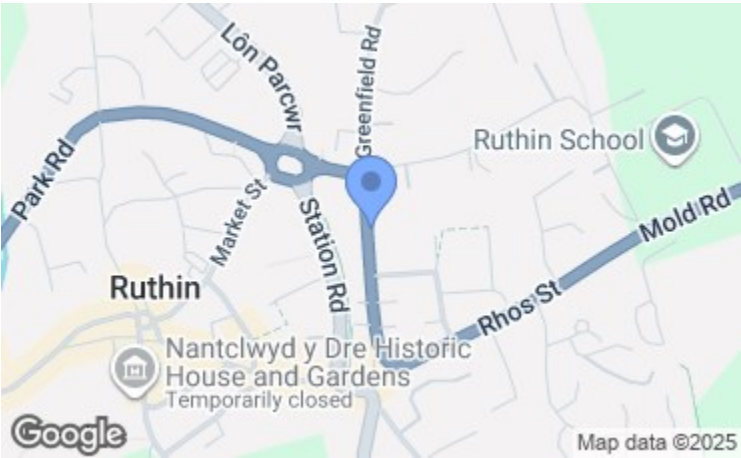 Lôn Parcwr
Greenfield Rd
Ruthin School
Park Rd
Market St
Station Rd
Mold Rd
Ruthin
Rhos St
Nantclwyd y Dre Historic
House and Gardens
Temporarily closed
Google
Map data ©2025